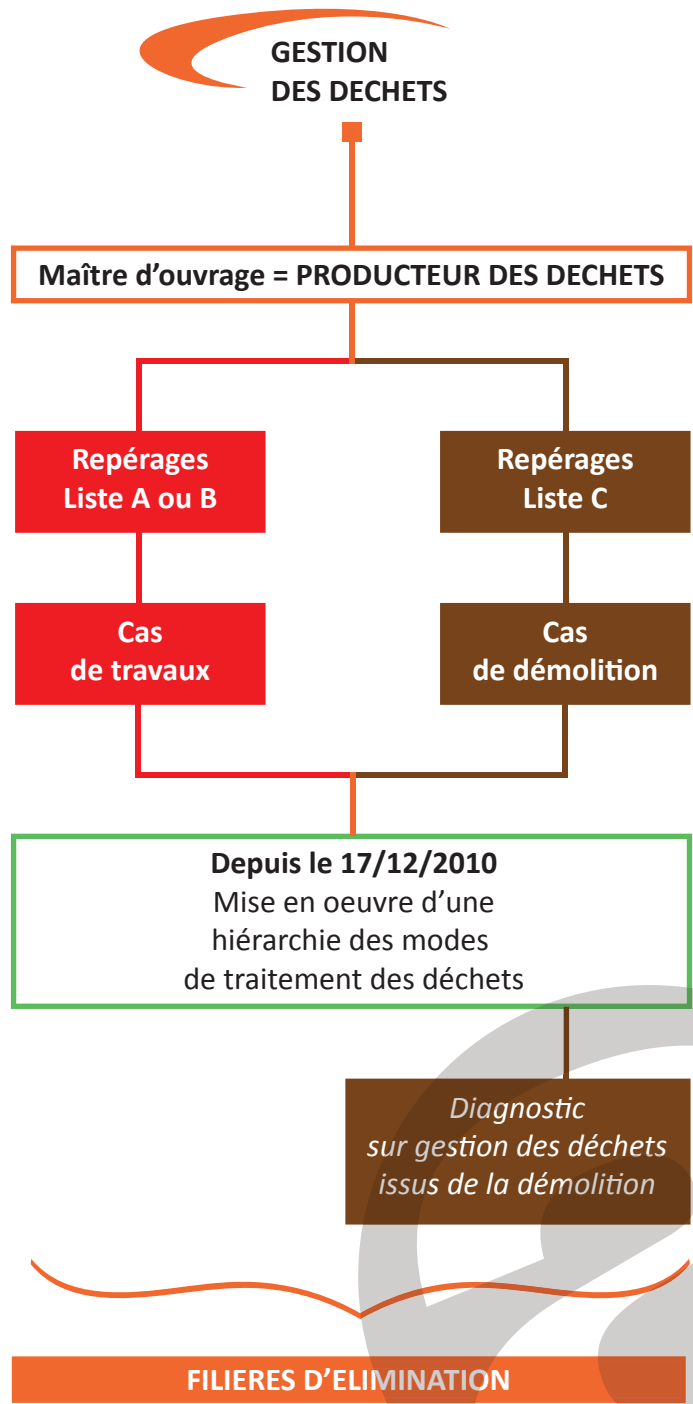 GESTION
DES DECHETS
Maître d'ouvrage = PRODUCTEUR DES DECHETS
Repérages
Liste A ou B
Repérages
Liste C
Cas
de travaux
Cas
de démolition
Depuis le 17/12/2010
Mise en oeuvre d'une
hiérarchie des modes
de traitement des déchets
Diagnostic
sur gestion des déchets
issus de la démolition
FILIERES D'ELIMINATION